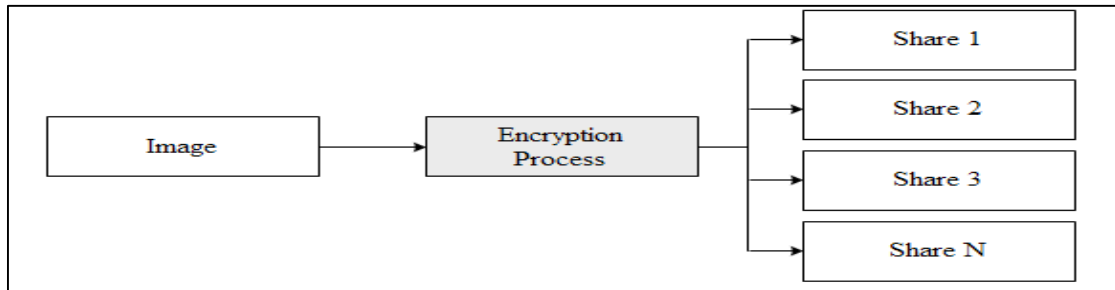 Image
Encryption
Process
Share 1
Share 2
Share 3
Share N